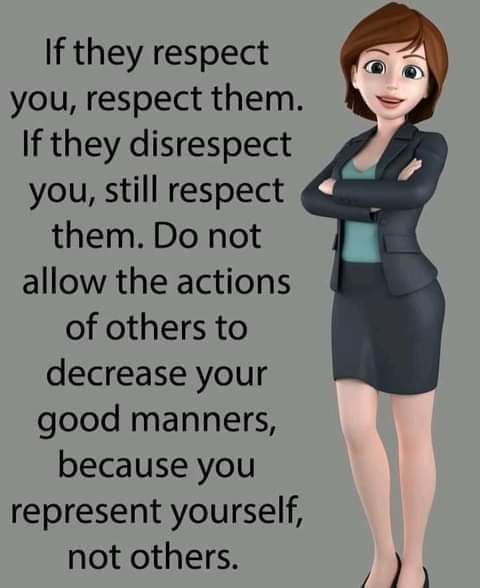 If they respect
you, respect them.
If they disrespect
you, still respect
them. Do not
allow the actions
of others to
decrease your
good manners,
because you
represent yourself,
not others.